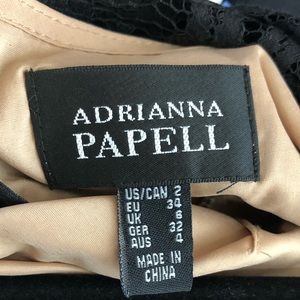 ADRIANNA
PAPELL
US/CAN 2
EU 34
UK 6
GER 32
AUS 4
MADE IN
CHINA